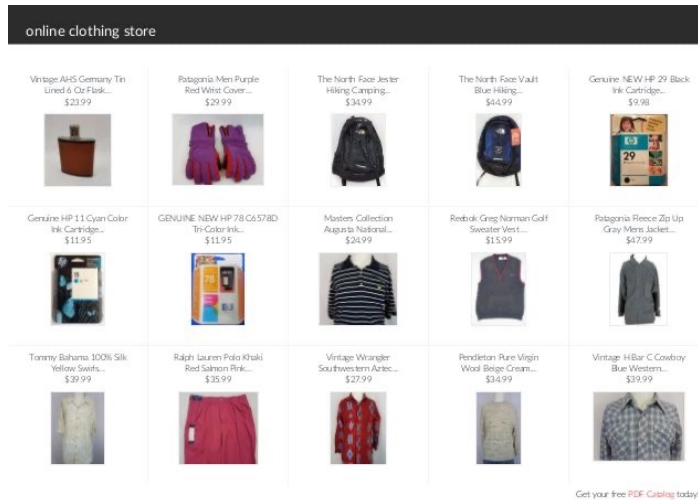 online clothing store
Vintage AHS Germany Tin
Lined 6 Oz Flask...
$23.99
Patagonia Men Purple
Red Wrist Cover...
$29.99
The North Face Jester
Hiking Camping...
$34.99
The North Face Vault
Blue Hiking...
$44.99
Genuine NEW HP 29 Black
Ink Cartridge...
$9.98
29
Genuine HP 11 Cyan Color
Ink Cartridge...
$11.95
GENUINE NEW HP 78 C6578D
Tri-Color Ink...
$11.95
78
Masters Collection
Augusta National...
$24.99
Reebok Greg Norman Golf
Sweater Vest...
$15.99
Patagonia Fleece Zip Up
Gray Mens Jacket...
$47.99
Tommy Bahama 100% Silk
Yellow Swirls...
$39.99
Ralph Lauren Polo Khaki
Red Salmon Pink...
$35.99
Vintage Wrangler
Southwestern Aztec...
$27.99
Pendleton Pure Virgin
Wool Beige Cream...
$34.99
Vintage H Bar C Cowboy
Blue Western...
$39.99
Get your free PDF Catalog today